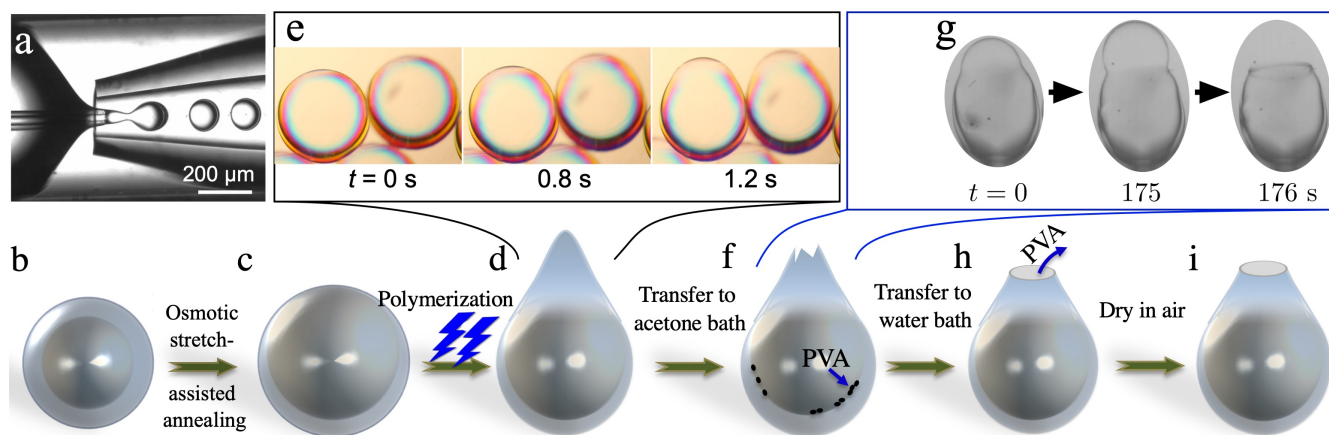 a
200 µm
e
t = 0 s
0.8 s
1.2 s
g
t = 0
175
176 s
b
Osmotic
stretch-
assisted
annealing
c
Polymerization
d
Transfer to
acetone bath
f
PVA
Transfer to
water bath
h
PVA
Dry in air
i